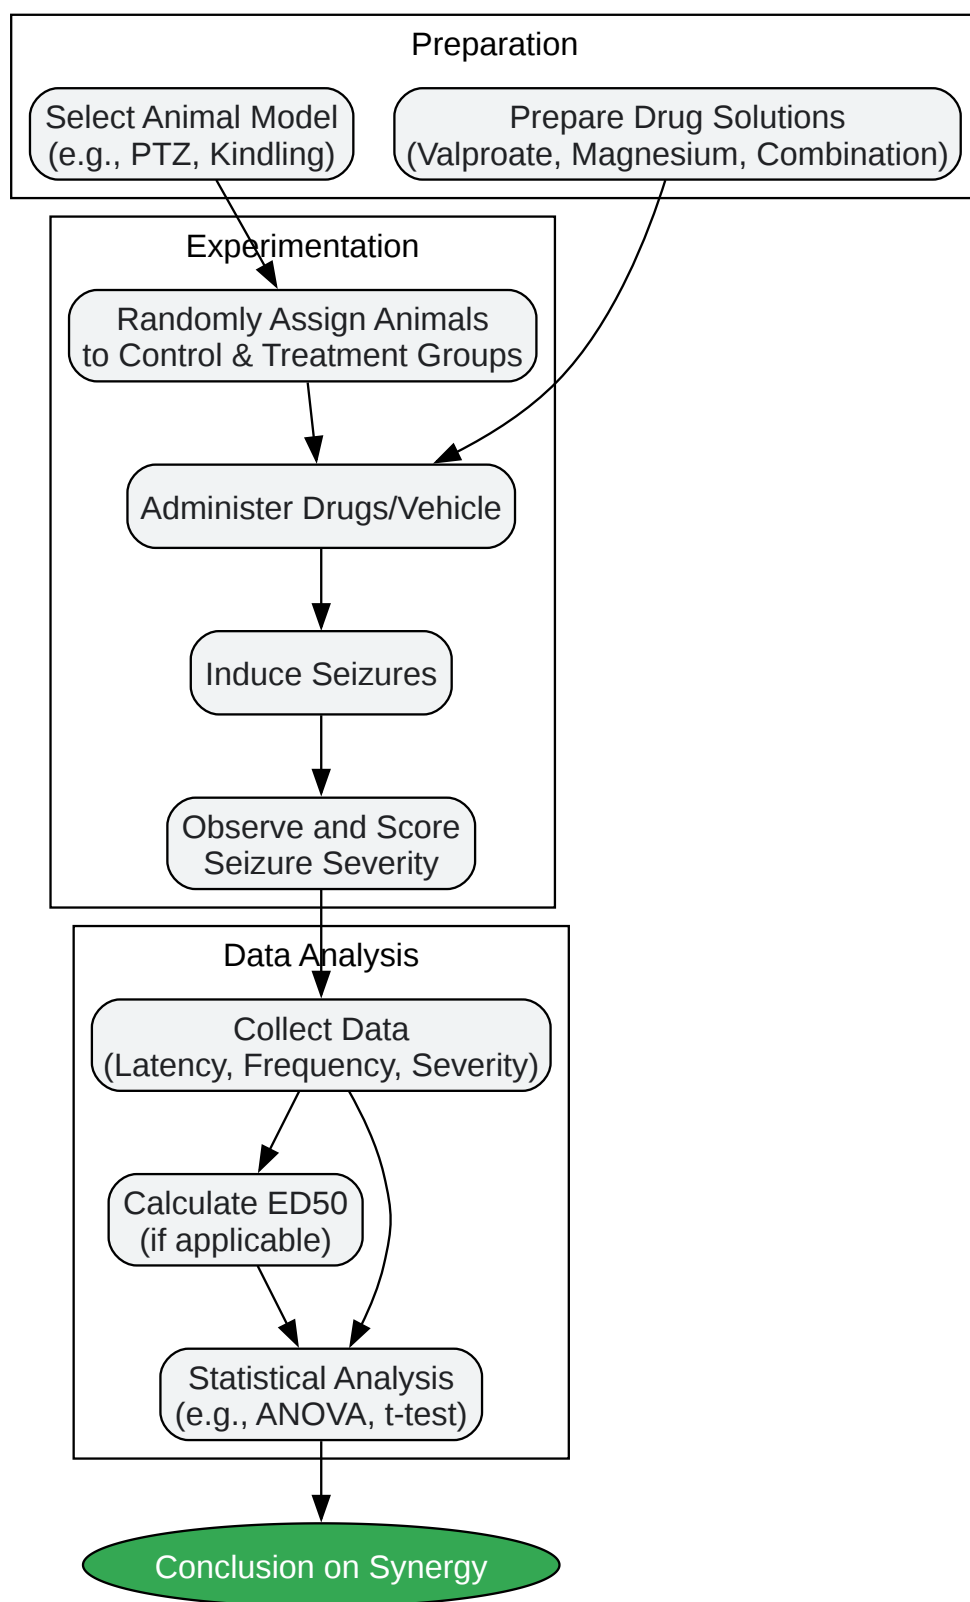 Preparation
Select Animal Model
(e.g., PTZ, Kindling)
Prepare Drug Solutions
(Valproate, Magnesium, Combination)
Experimentation
Randomly Assign Animals
to Control & Treatment Groups
Administer Drugs/Vehicle
Induce Seizures
Observe and Score
Seizure Severity
Data Analysis
Collect Data
(Latency, Frequency, Severity)
Calculate ED50
(if applicable)
Statistical Analysis
(e.g., ANOVA, t-test)
Conclusion on Synergy